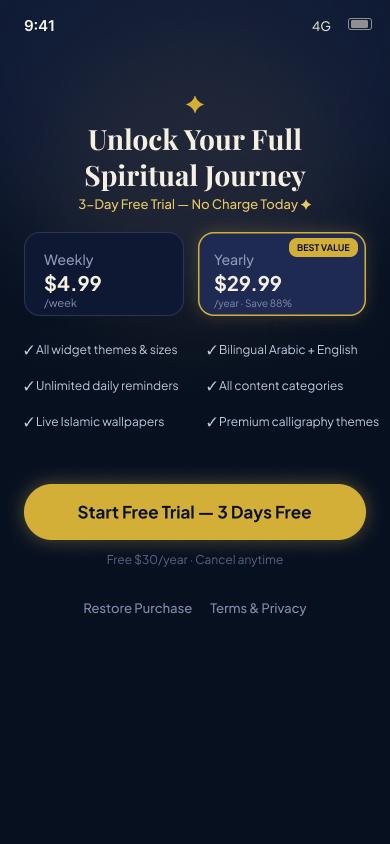 9:41
4G
Unlock Your Full
Spiritual Journey
3-Day Free Trial — No Charge Today ✦
Weekly
$4.99
/week
BEST VALUE
Yearly
$29.99
/year · Save 88%
✓ All widget themes & sizes
✓ Bilingual Arabic + English
✓ Unlimited daily reminders
✓ All content categories
✓ Live Islamic wallpapers
✓ Premium calligraphy themes
Start Free Trial — 3 Days Free
Free $30/year · Cancel anytime
Restore Purchase
Terms & Privacy